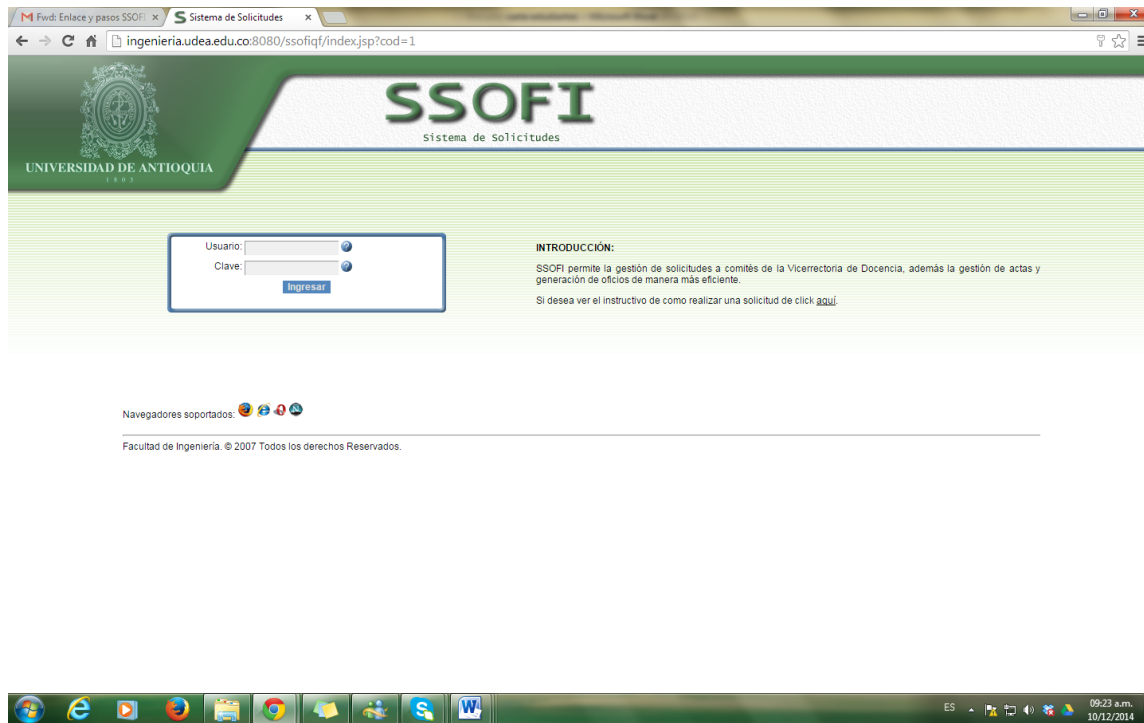 Fwd: Enlace y pasos SSOFI
Sistema de Solicitudes
ingenieria.udea.edu.co:8080/ssofiqf/index.jsp?cod=1
SSOFI
Sistema de Solicitudes
UNIVERSIDAD DE ANTIOQUIA
1803
Usuario:
Clave:
Ingresar
INTRODUCCIÓN:
SSOFI permite la gestión de solicitudes a comités de la Vicerrectoria de Docencia, además la gestión de actas y
generación de oficios de manera más eficiente.
Si desea ver el instructivo de como realizar una solicitud de click aquí.
Navegadores soportados:
Facultad de Ingeniería. © 2007 Todos los derechos Reservados.
ES
09:23 a.m.
10/12/2014